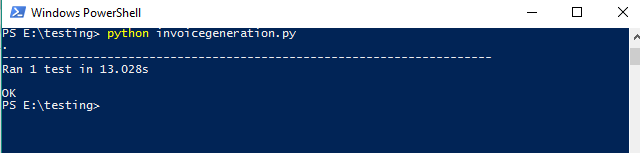 Windows PowerShell
PS E:\testing> python invoicegeneration.py
.
----------------------------------------------------------------------
Ran 1 test in 13.028s
OK
PS E:\testing>